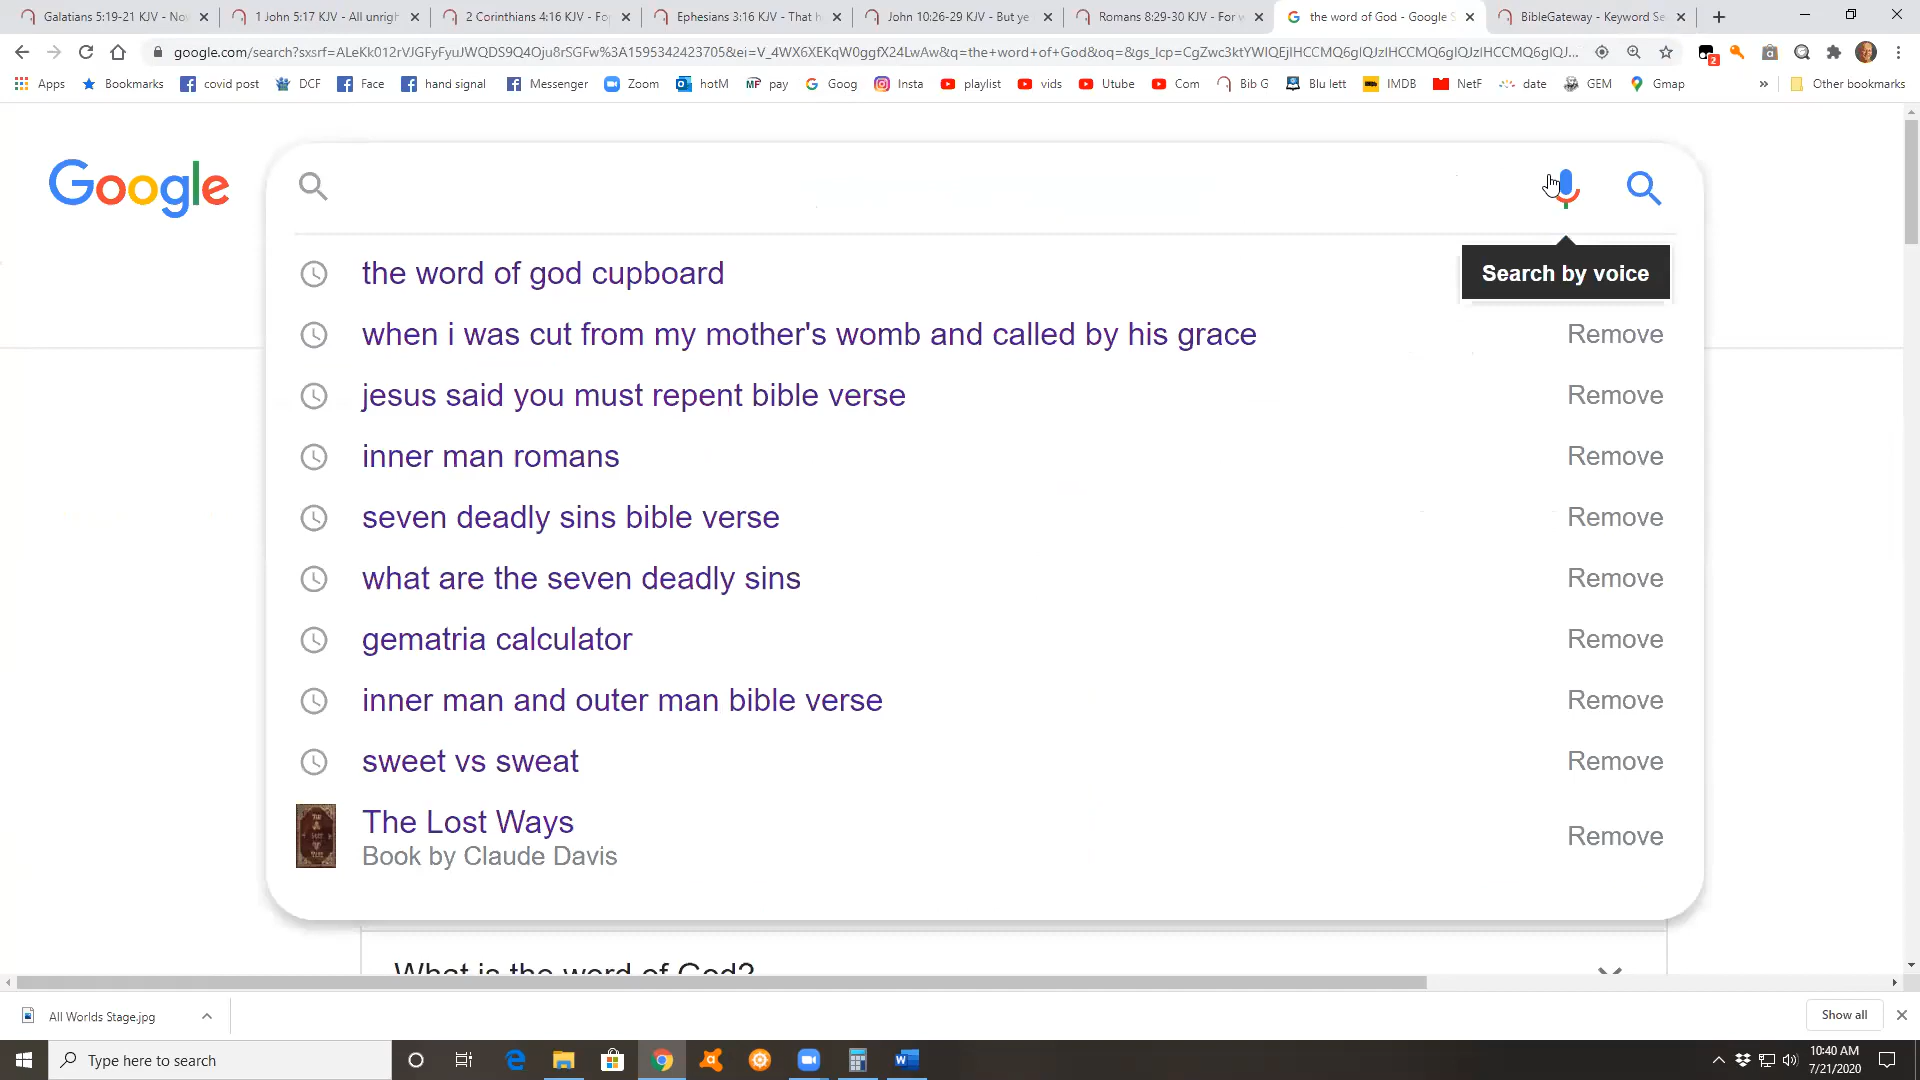 Galatians 5:19-21 KJV - Nov
1 John 5:17 KJV - All unrigh
2 Corinthians 4:16 KJV - Fo
Ephesians 3:16 KJV - That h
John 10:26-29 KJV - But ye
Romans 8:29-30 KJV - For w
the word of God - Google S
BibleGateway - Keyword Se
google.com/search?sxsrf=ALeKk012rVJGFyFyuJWQDS9Q4Oju8rSGFw%3A1595342423705&ei=V_4WX6XEKqW0ggfX24LwAw&q=the+word+of+God&oq=&gs_lcp=CgZwc3ktYWIQEjIHCCMQ6gIQJzIHCCMQ6gIQJzIHCCMQ6gIQJzIHCCMQ6gIQJ...
2
Apps
Bookmarks
covid post
DCF
Face
hand signal
Messenger
Zoom
hotM
MF pay
Goog
Insta
playlist
vids
Utube
Com
Bib G
Blu lett
IMDB
NetF
date
GEM
Gmap
»
Other bookmarks
Google
the word of god cupboard
Search by voice
when i was cut from my mother's womb and called by his grace Remove
jesus said you must repent bible verse Remove
inner man romans Remove
seven deadly sins bible verse Remove
what are the seven deadly sins Remove
gematria calculator Remove
inner man and outer man bible verse Remove
sweet vs sweat Remove
The Lost Ways
Book by Claude Davis
Remove
What is the word of God?
All Worlds Stage.jpg
Show all
Type here to search
10:40 AM
7/21/2020